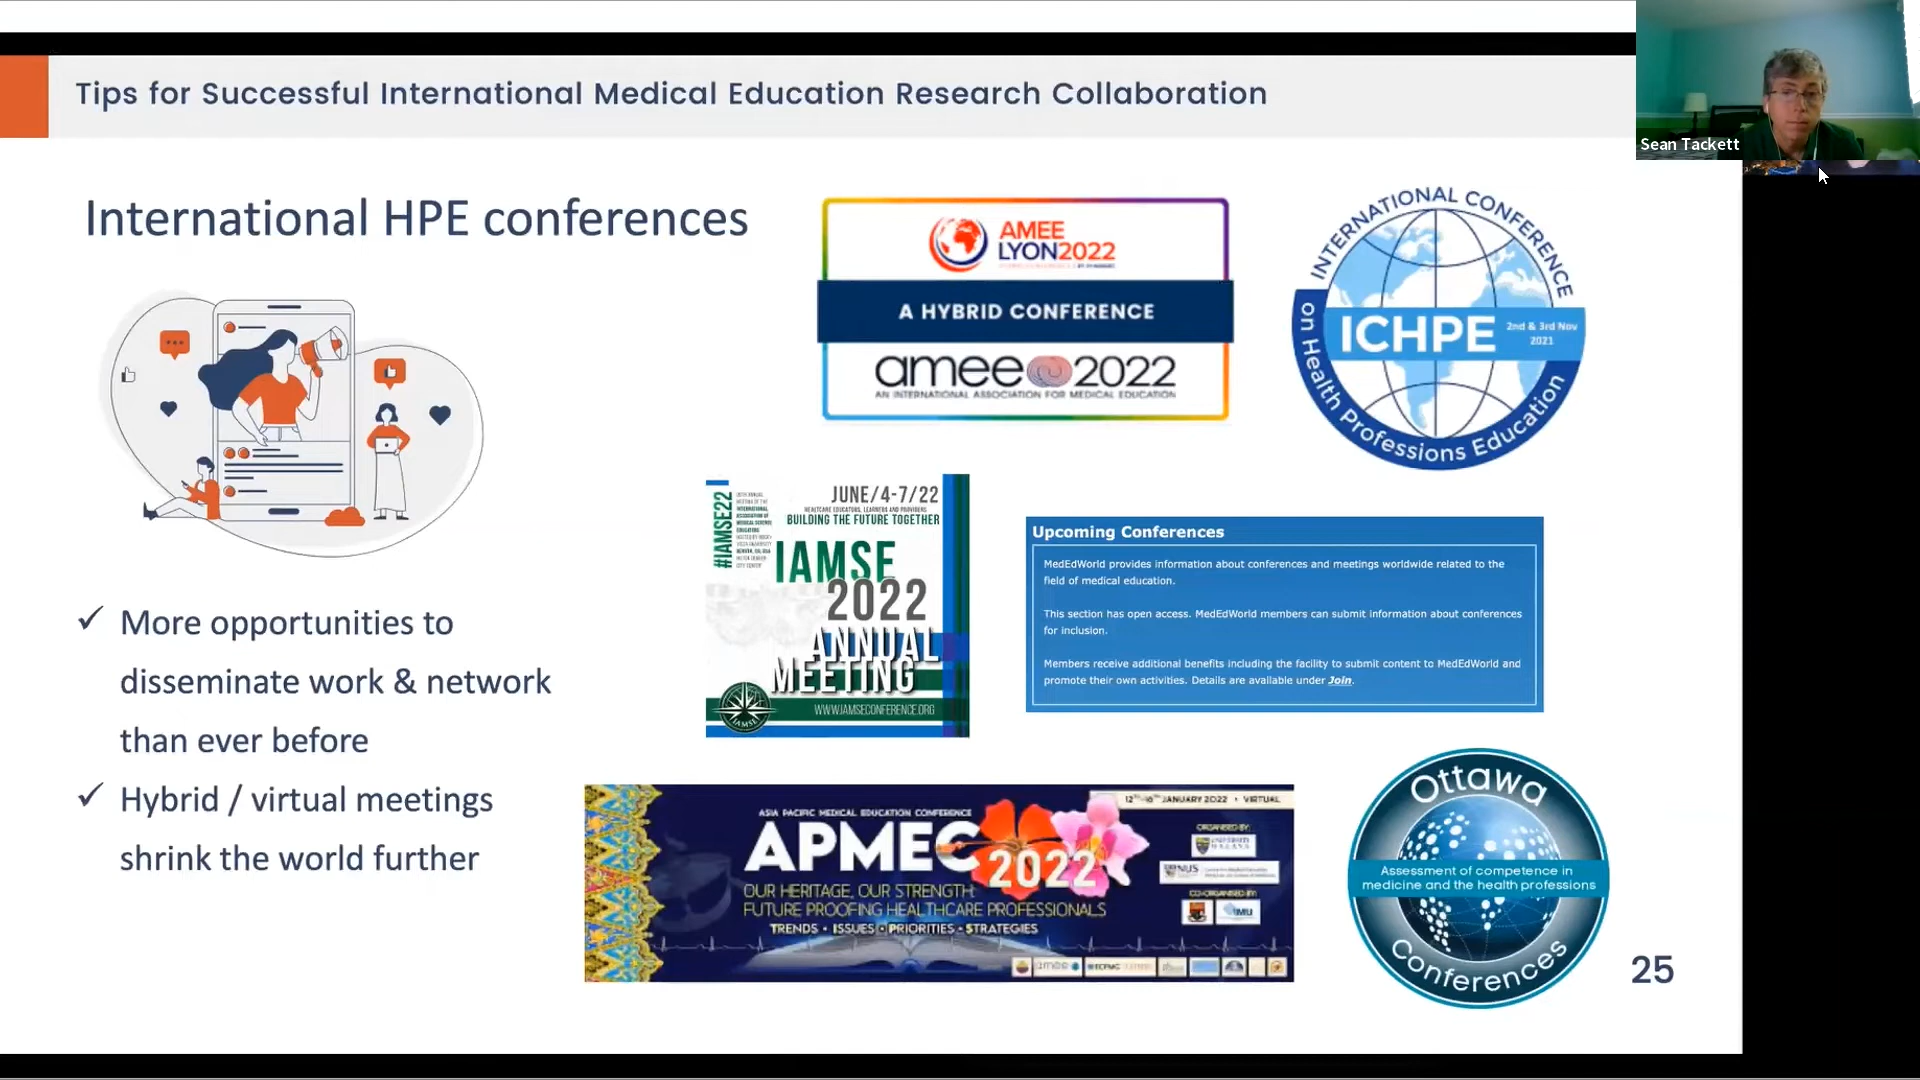 Tips for Successful International Medical Education Research Collaboration
Sean Tackett
International HPE conferences
AMEE
LYON2022
A HYBRID CONFERENCE
amee 2022
AN INTERNATIONAL ASSOCIATION FOR MEDICAL EDUCATION
INTERNATIONAL CONFERENCE
on Health Professions Education
ICHPE
2nd & 3rd Nov
2021
#IAMSE22
JUNE/4-7/22
HEALTHCARE EDUCATORS, LEARNERS AND PROVIDERS
BUILDING THE FUTURE TOGETHER
IAMSE
2022
ANNUAL
MEETING
IAMSE
WWW.IAMSECONFERENCE.ORG
Upcoming Conferences
MedEdWorld provides information about conferences and meetings worldwide related to the
field of medical education.
This section has open access. MedEdWorld members can submit information about conferences
for inclusion.
Members receive additional benefits including the facility to submit content to MedEdWorld and
promote their own activities. Details are available under Join.
✓ More opportunities to
disseminate work & network
than ever before
✓ Hybrid / virtual meetings
shrink the world further
ASIA PACIFIC MEDICAL EDUCATION CONFERENCE
APMEC
2022
OUR HERITAGE, OUR STRENGTH:
FUTURE PROOFING HEALTHCARE PROFESSIONALS
TRENDS • ISSUES • PRIORITIES • STRATEGIES
JANUARY 2022 • VIRTUAL
ORGANISED BY:
NUS
CO-ORGANISED BY:
IMU
amee
Ottawa
Assessment of competence in
medicine and the health professions
Conferences
25